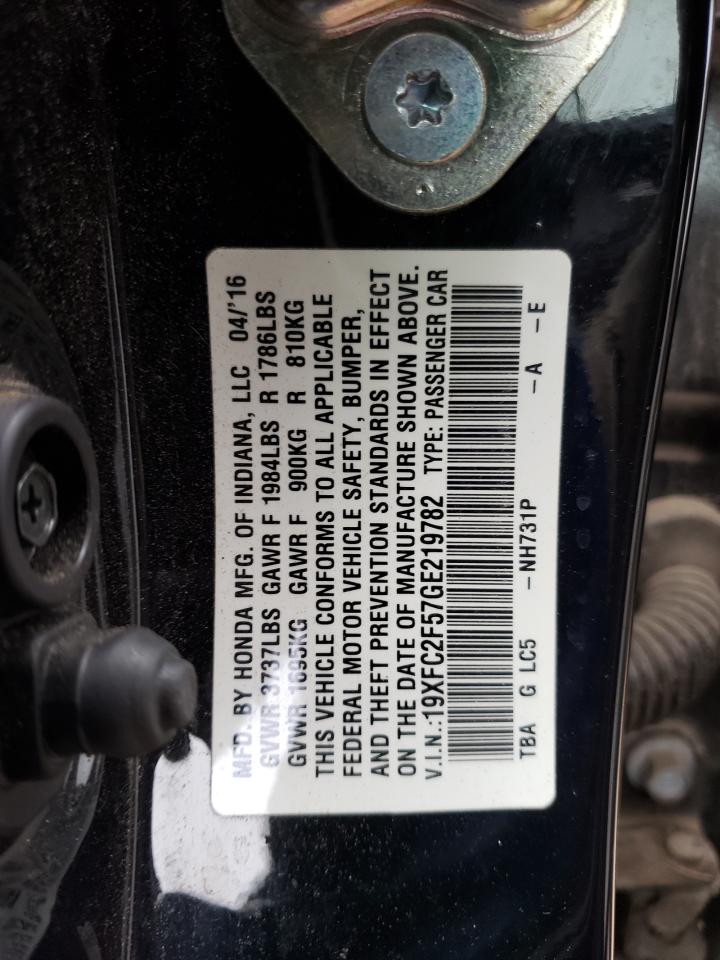 MFD. BY HONDA MFG. OF INDIANA, LLC 04/'16
GVWR 3737LBS GAWR F 1984LBS R 1786LBS
GVWR 1695KG GAWR F 900KG R 810KG
THIS VEHICLE CONFORMS TO ALL APPLICABLE
FEDERAL MOTOR VEHICLE SAFETY, BUMPER,
AND THEFT PREVENTION STANDARDS IN EFFECT
ON THE DATE OF MANUFACTURE SHOWN ABOVE.
V.I.N.:19XFC2F57GE219782 TYPE: PASSENGER CAR
TBA G LC5 -NH731P -A -E